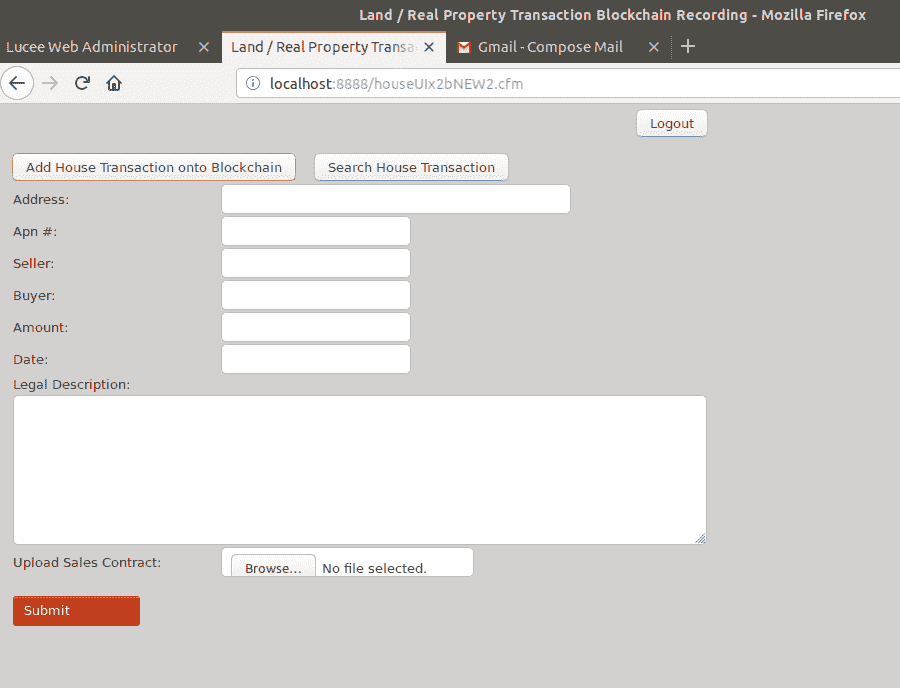 Land / Real Property Transaction Blockchain Recording - Mozilla Firefox
Lucee Web Administrator
Land / Real Property Transa
Gmail - Compose Mail
localhost:8888/houseUIx2bNEW2.cfm
Logout
Add House Transaction onto Blockchain
Search House Transaction
Address:
Apn #:
Seller:
Buyer:
Amount:
Date:
Legal Description:
Upload Sales Contract:
Browse... No file selected.
Submit